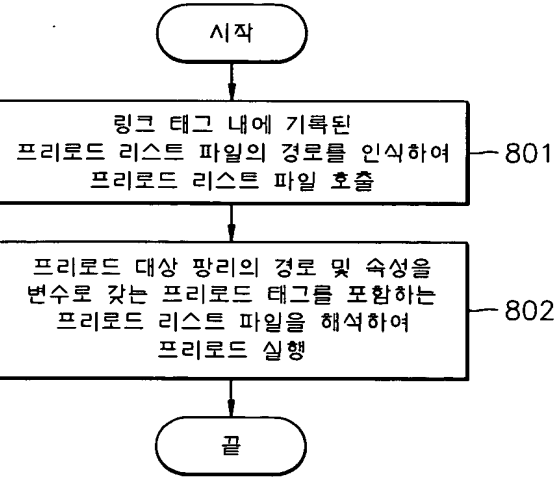 시작
링크 태그 내에 기록된
프리로드 리스트 파일의 경로를 인식하여
프리로드 리스트 파일 호출
801
프리로드 대상 팡리의 경로 및 속성을
변수로 갖는 프리로드 태그를 포함하는
프리로드 리스트 파일을 해석하여
프리로드 실행
802
끝